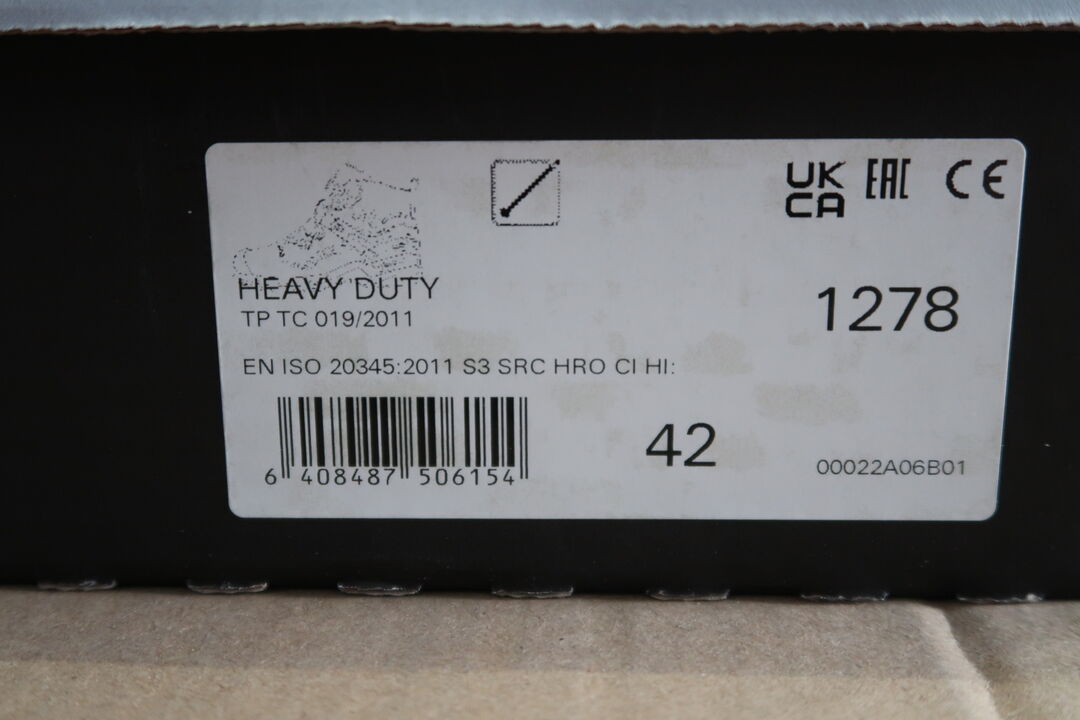 UK
CA
EAC
CE
HEAVY DUTY
TP TC 019/2011
1278
EN ISO 20345:2011 S3 SRC HRO CI HI:
42
6 408487 506154
00022A06B01